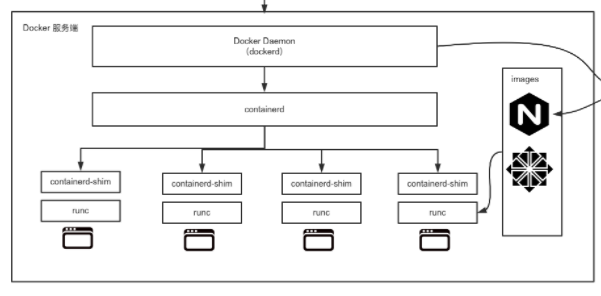 Docker 服务端
Docker Daemon
(dockerd)
images
containerd
containerd-shim
containerd-shim
containerd-shim
containerd-shim
runc
runc
runc
runc